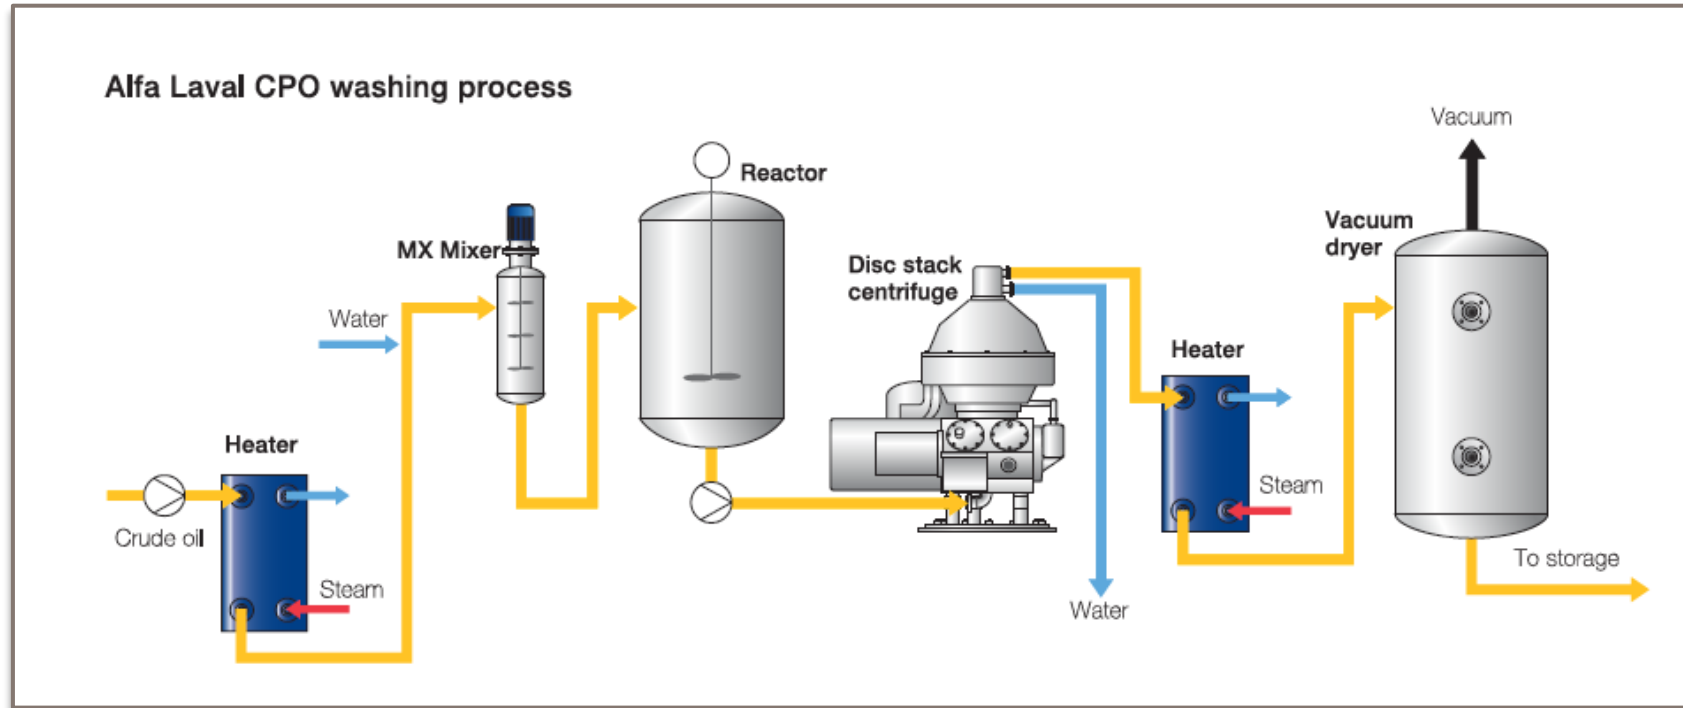 Alfa Laval CPO washing process
Vacuum
Reactor
Vacuum
dryer
MX Mixer
Disc stack
centrifuge
Water
Heater
Heater
Steam
Crude oil
To storage
Steam
Water